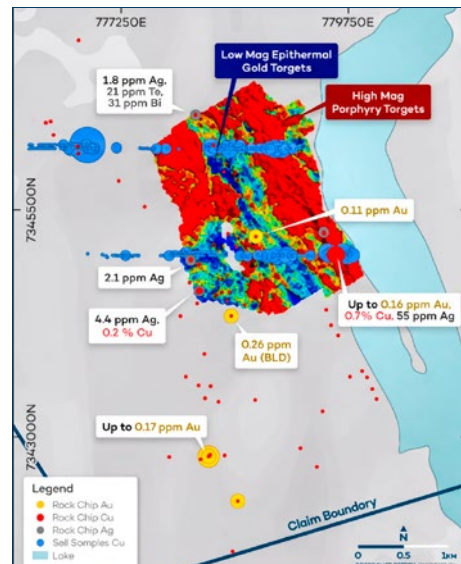 777250E
779750E
Low Mag Epithermal
Gold Torgets
High Mag
Porphyry Targets
1.8 ppm Ag,
21 ppm Te,
31 ppm Bi
7345500N
0.11 ppm Au
2.1 ppm Ag
4.4 ppm Ag,
0.2 % Cu
Up to 0.16 ppm Au,
0.7% Cu, 55 ppm Ag
0.26 ppm
Au (BLD)
7343000N
Up to 0.17 ppm Au
Legend
Rock Chip Au
Rock Chip Cu
Rock Chip Ag
Sell Somples Cu
Loke
Claim Boundary
N
0 0.5 1KM